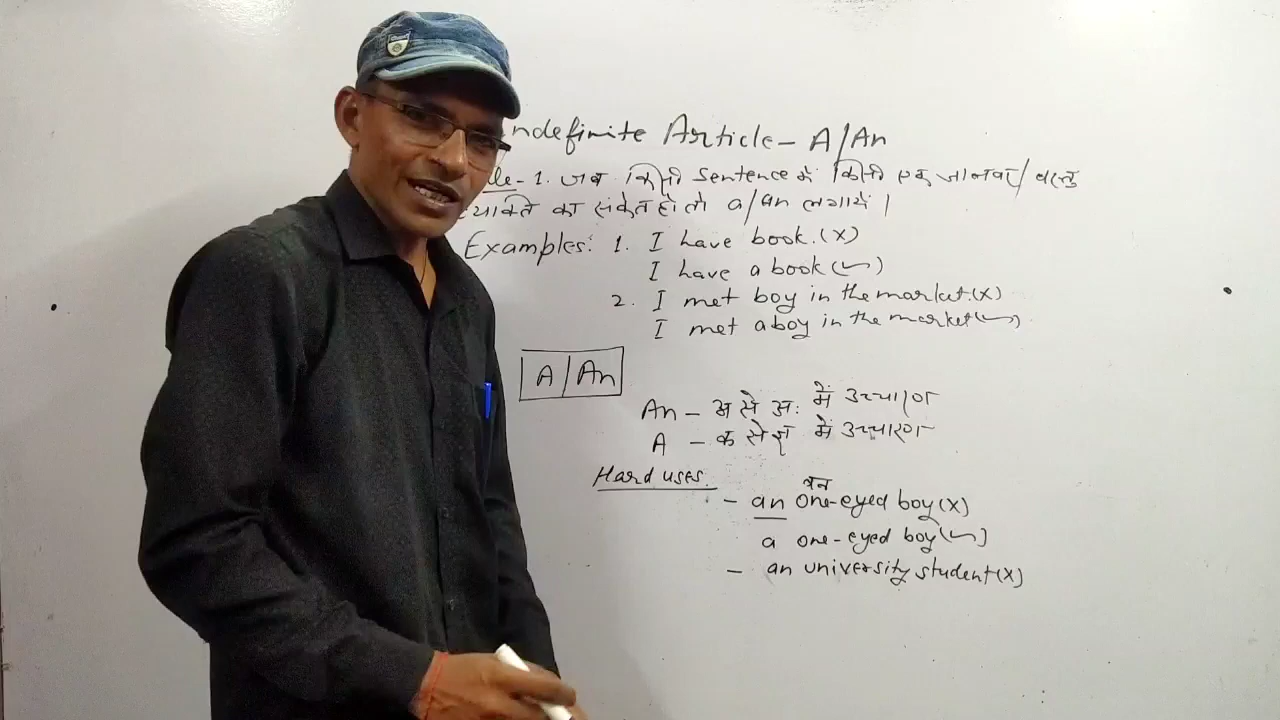 ndefinite Article - A/An
le-1. जब किसी sentence में किसी एक जानवर/वस्तु
व्यक्ति का संकेत हो तो a/an लगायें।
Examples: 1. I have book.(x)
I have a book(✓)
2. I met boy in the market.(x)
I met a boy in the market(✓)
A/An
An - अ से अः में उच्चारण
A - क से ज्ञ में उच्चारण
Hard uses.
वन
- an one-eyed boy(x)
a one-eyed boy(✓)
- an university student(x)